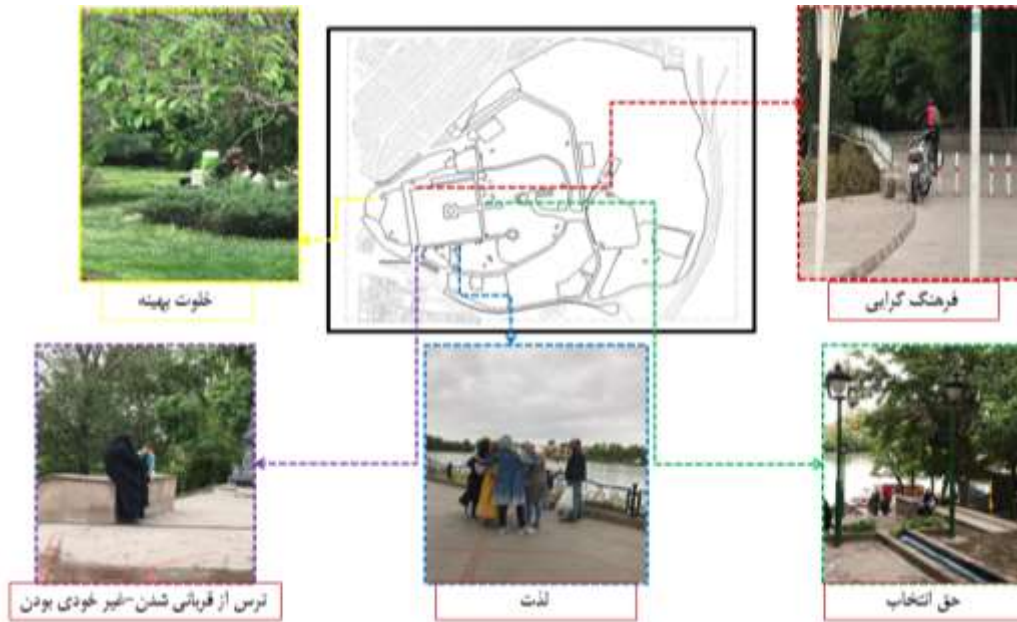 خلوت بهینه
فرهنگ گرایی
ترس از قربانی شدن-غیر خودی بودن
لذت
حق انتخاب